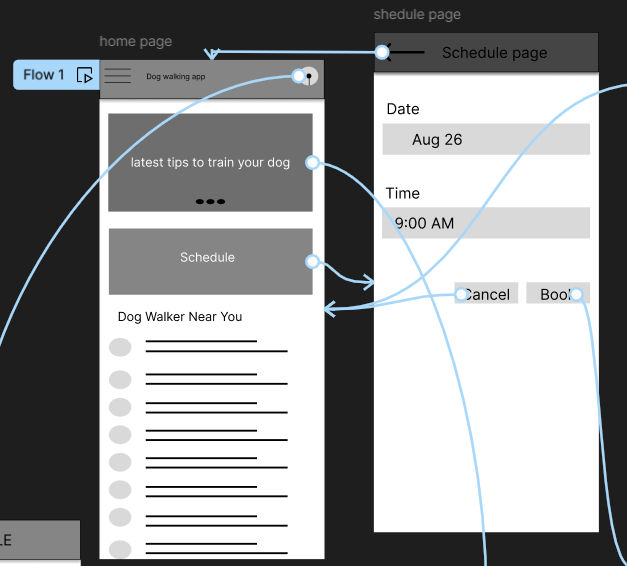 shedule page
home page
Flow 1
Dog walking app
Schedule page
Date
Aug 26
latest tips to train your dog
Time
9:00 AM
Schedule
Cancel
Book
Dog Walker Near You
LE